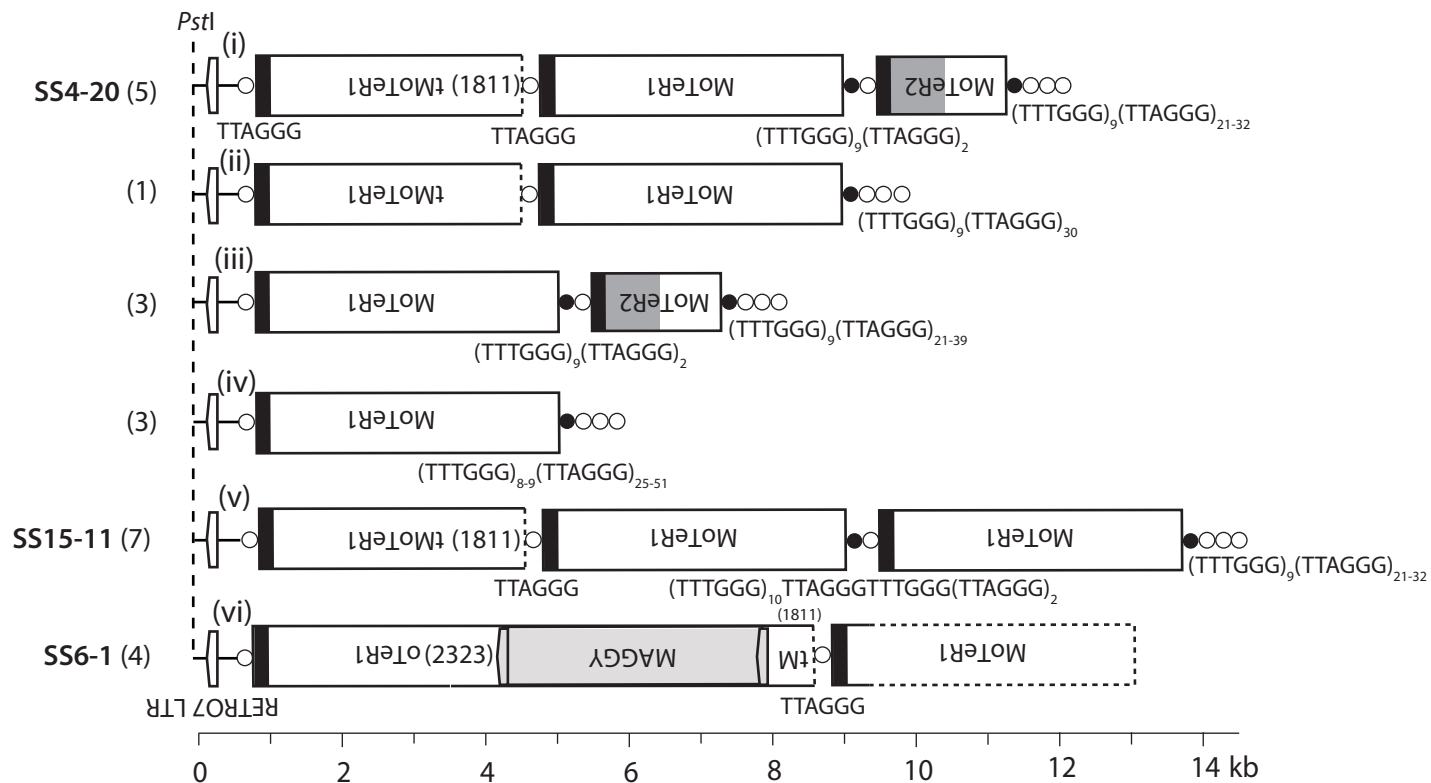 PstI
(i)
SS4-20 (5)
tMoTeR1 (1811)
MoTeR1
MoTeR2
TTAGGG
TTAGGG
(TTTGGG)9(TTAGGG)2
(TTTGGG)9(TTAGGG)21-32
(ii)
(1)
tMoTeR1
MoTeR1
(TTTGGG)9(TTAGGG)30
(iii)
(3)
MoTeR1
MoTeR2
(TTTGGG)9(TTAGGG)2
(TTTGGG)9(TTAGGG)21-39
(iv)
(3)
MoTeR1
(TTTGGG)8-9(TTAGGG)25-51
(v)
SS15-11 (7)
tMoTeR1 (1811)
MoTeR1
MoTeR1
TTAGGG
(TTTGGG)10TTAGGGTTTGGG(TTAGGG)2
(TTTGGG)9(TTAGGG)21-32
(1811)
(vi)
SS6-1 (4)
oTeR1 (2323)
MAGGY
tM
MoTeR1
RETRO7 LTR
TTAGGG
0 2 4 6 8 10 12 14 kb